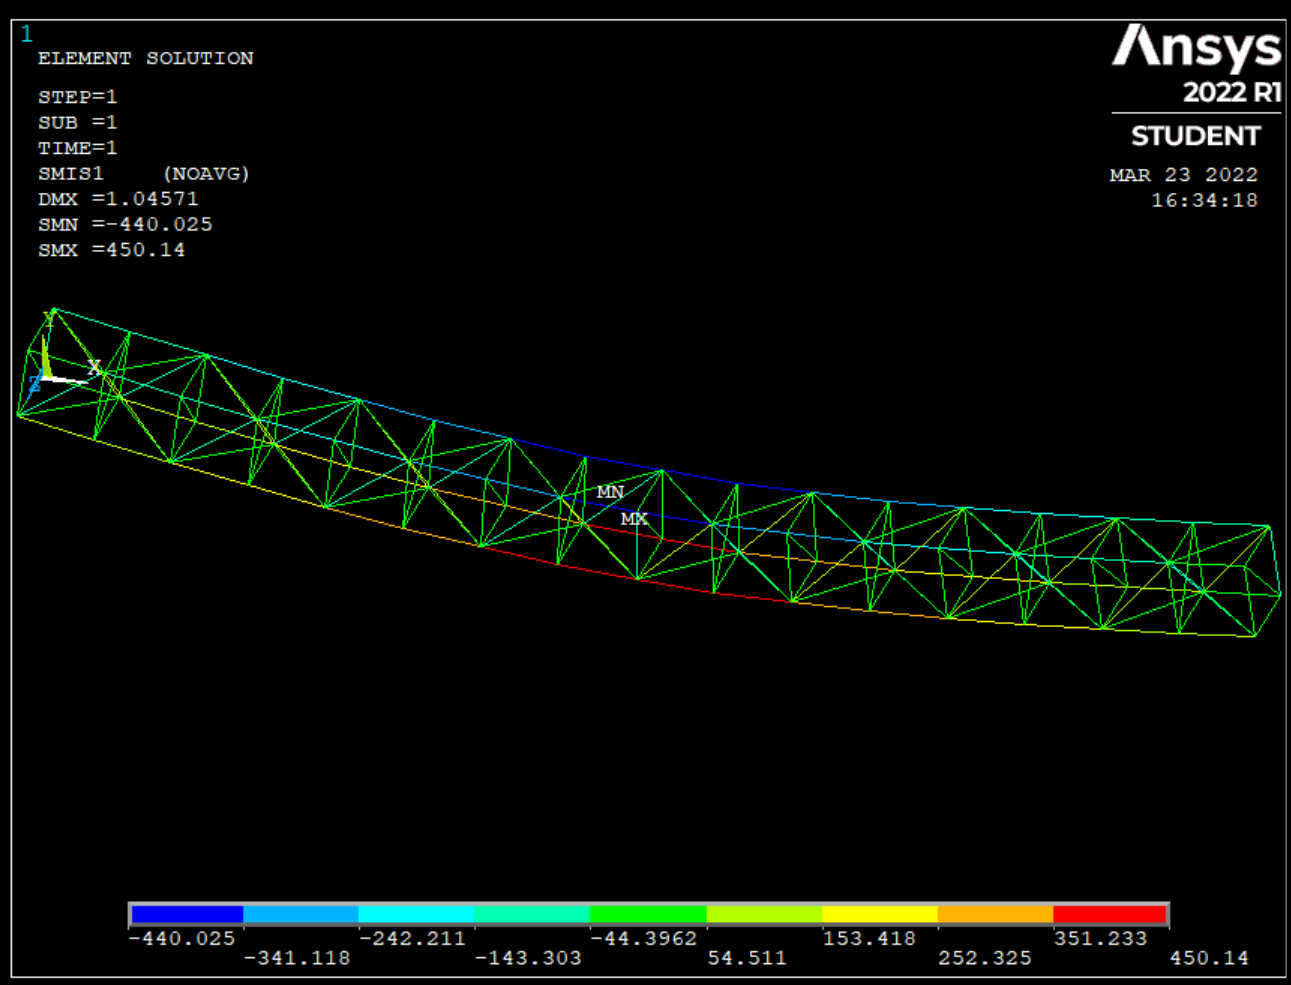 1
ELEMENT SOLUTION
STEP=1
SUB =1
TIME=1
SMIS1 (NOAVG)
DMX =1.04571
SMN =-440.025
SMX =450.14
Ansys
2022 R1
STUDENT
MAR 23 2022
16:34:18
Y
X
Z
MN
MX
-440.025
-341.118
-242.211
-143.303
-44.3962
54.511
153.418
252.325
351.233
450.14